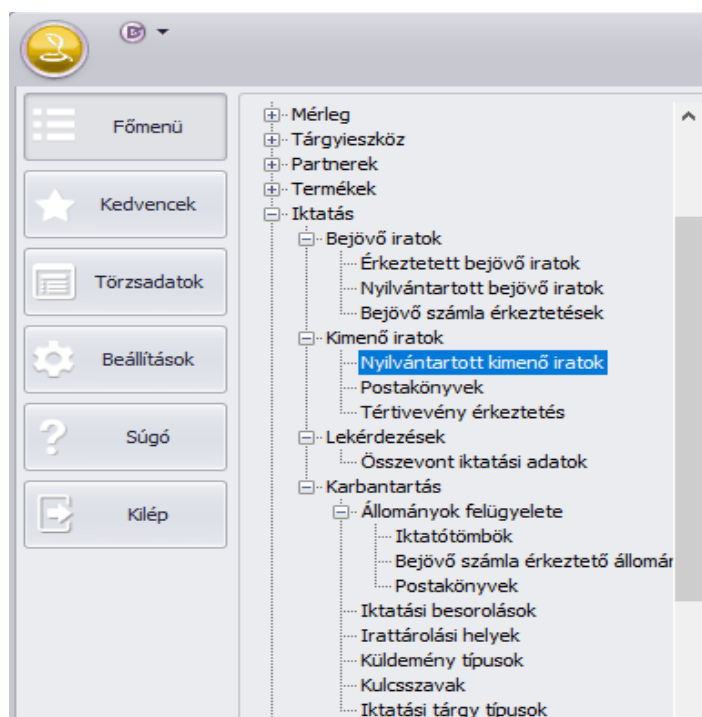 Főmenü
Kedvencek
Törzsadatok
Beállítások
Súgó
Kilép
Mérleg
Tárgyieszköz
Partnerek
Termékek
Iktatás
Bejövő iratok
Érkeztetett bejövő iratok
Nyilvántartott bejövő iratok
Bejövő számla érkeztetések
Kimenő iratok
Nyilvántartott kimenő iratok
Postakönyvek
Tértivevény érkeztetés
Lekérdezések
Összevont iktatási adatok
Karbantartás
Állományok felügyelete
Iktatótömbök
Bejövő számla érkeztető állomár
Postakönyvek
Iktatási besorolások
Irattárolási helyek
Küldemény típusok
Kulcsszavak
Iktatási tárgy típusok